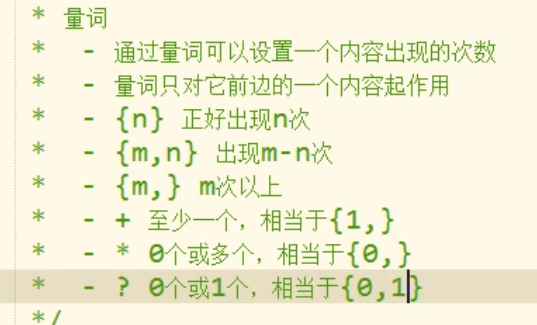 * 量词
* - 通过量词可以设置一个内容出现的次数
* - 量词只对它前边的一个内容起作用
* - {n} 正好出现n次
* - {m,n} 出现m-n次
* - {m,} m次以上
* - + 至少一个，相当于{1,}
* - * 0个或多个，相当于{0,}
* - ? 0个或1个，相当于{0,1}
*/